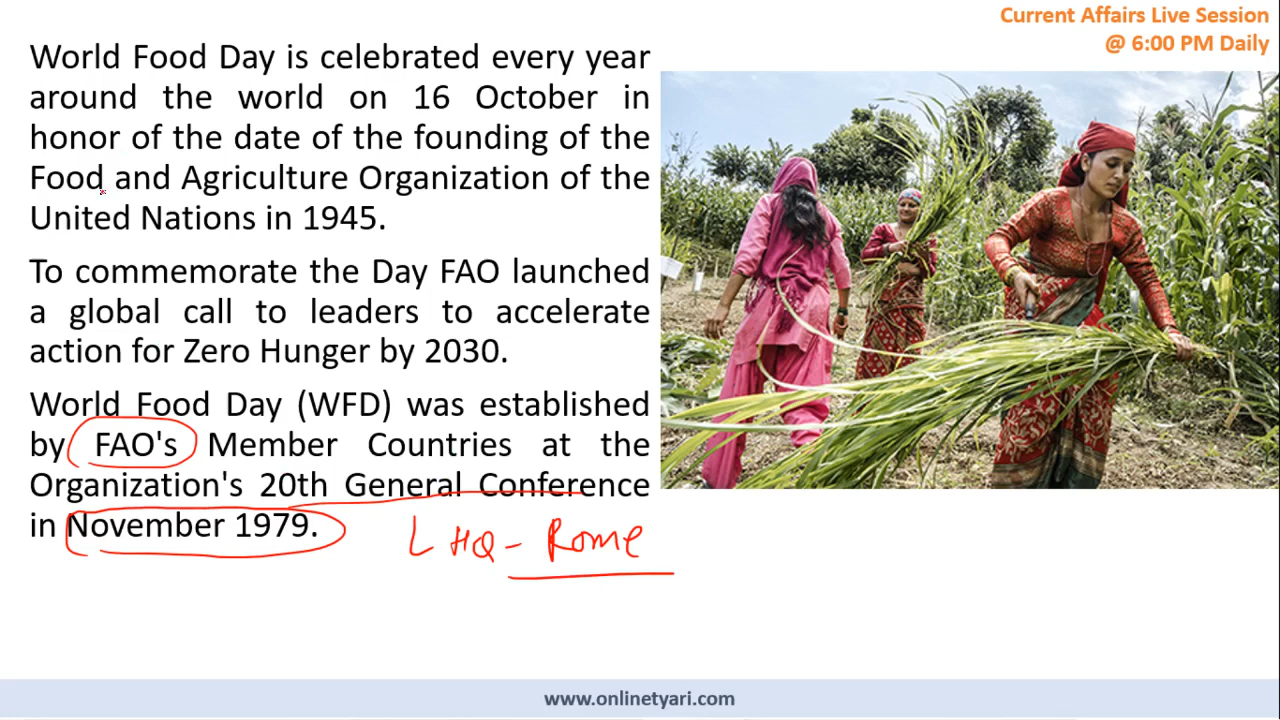 Current Affairs Live Session
@ 6:00 PM Daily
World Food Day is celebrated every year
around the world on 16 October in
honor of the date of the founding of the
Food and Agriculture Organization of the
United Nations in 1945.
To commemorate the Day FAO launched
a global call to leaders to accelerate
action for Zero Hunger by 2030.
World Food Day (WFD) was established
by FAO's Member Countries at the
Organization's 20th General Conference
in November 1979.
HQ - Rome
www.onlinetyari.com